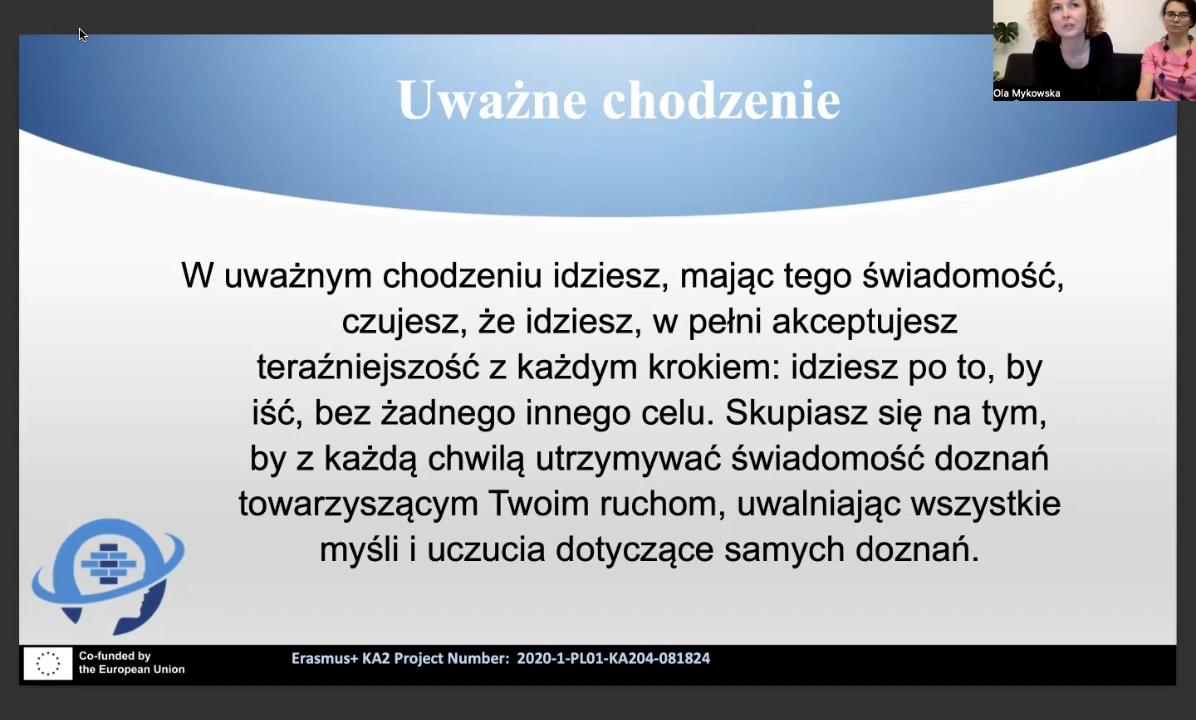 Uważne chodzenie
Ola Mykowska
W uważnym chodzeniu idziesz, mając tego świadomość,
czujesz, że idziesz, w pełni akceptujesz
teraźniejszość z każdym krokiem: idziesz po to, by
iść, bez żadnego innego celu. Skupiasz się na tym,
by z każdą chwilą utrzymywać świadomość doznań
towarzyszącym Twoim ruchom, uwalniając wszystkie
myśli i uczucia dotyczące samych doznań.
Co-funded by
the European Union
Erasmus+ KA2 Project Number: 2020-1-PL01-KA204-081824